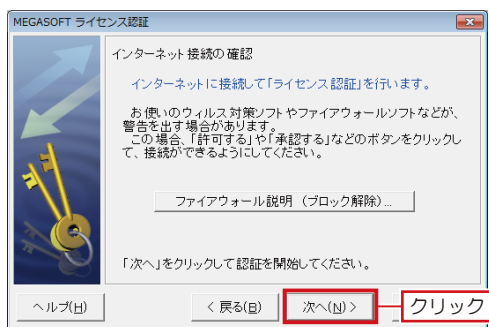 MEGASOFT ライセンス認証
インターネット接続の確認
インターネットに接続して「ライセンス認証」を行います。
お使いのウィルス対策ソフトやファイアウォールソフトなどが、
警告を出す場合があります。
この場合、「許可する」や「承認する」などのボタンをクリックし
て、接続ができるようにしてください。
ファイアウォール説明（ブロック解除）...
「次へ」をクリックして認証を開始してください。
ヘルプ(H)
< 戻る(B)
次へ(N) >
クリック